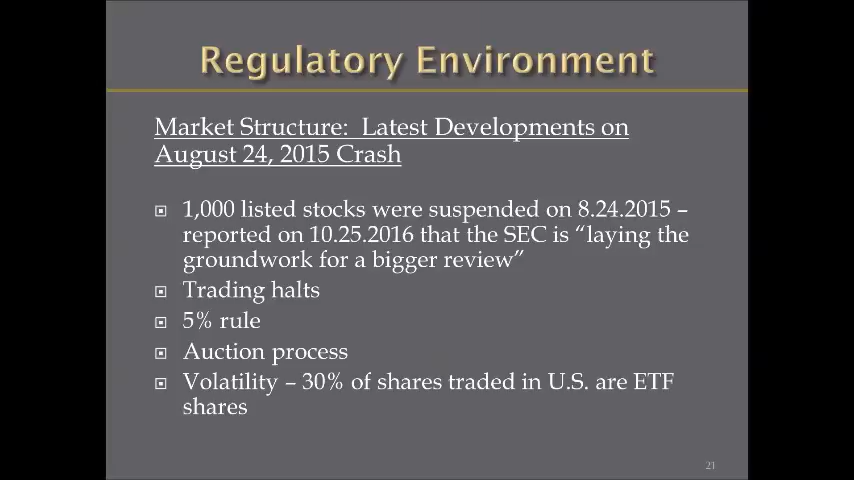 Regulatory Environment
Market Structure:  Latest Developments on
August 24, 2015 Crash
1,000 listed stocks were suspended on 8.24.2015 –
reported on 10.25.2016 that the SEC is “laying the
groundwork for a bigger review”
Trading halts
5% rule
Auction process
Volatility – 30% of shares traded in U.S. are ETF
shares
21